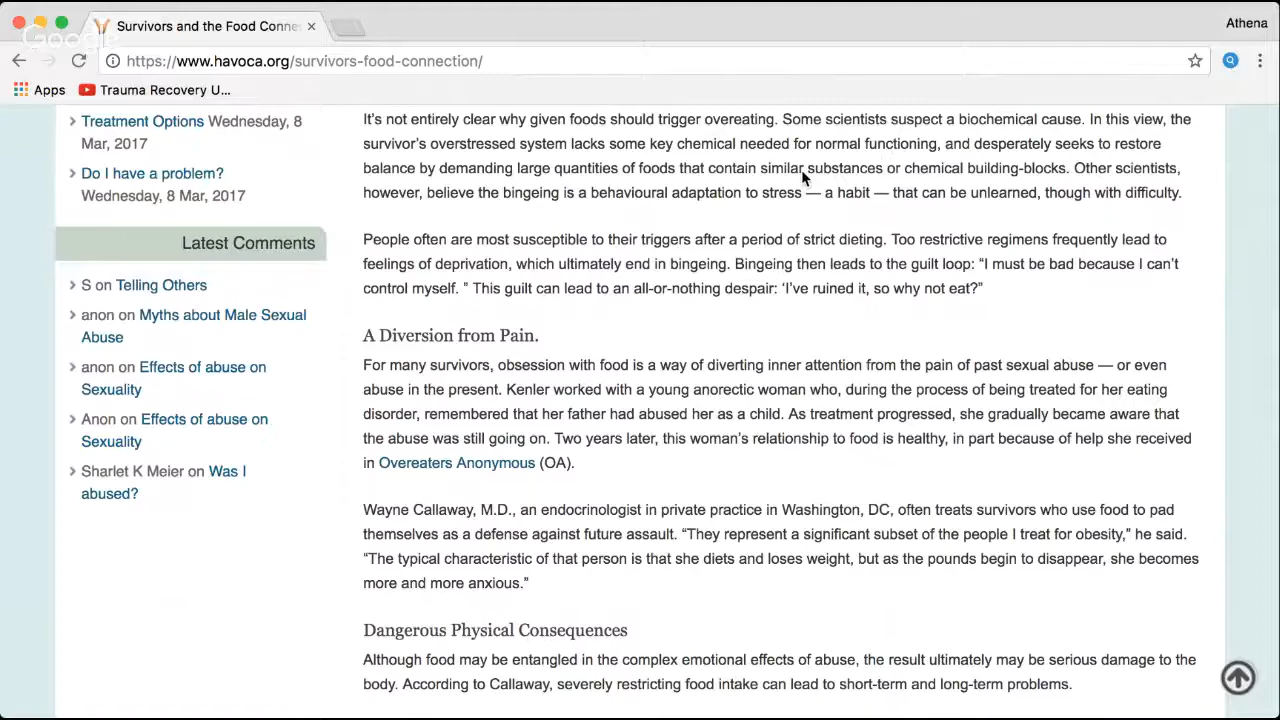 Survivors and the Food Conne
Athena
Google
https://www.havoca.org/survivors-food-connection/
Apps Trauma Recovery U...
Treatment Options Wednesday, 8
Mar, 2017
Do I have a problem?
Wednesday, 8 Mar, 2017
Latest Comments
S on Telling Others
anon on Myths about Male Sexual
Abuse
anon on Effects of abuse on
Sexuality
Anon on Effects of abuse on
Sexuality
Sharlet K Meier on Was I
abused?
It's not entirely clear why given foods should trigger overeating. Some scientists suspect a biochemical cause. In this view, the
survivor's overstressed system lacks some key chemical needed for normal functioning, and desperately seeks to restore
balance by demanding large quantities of foods that contain similar substances or chemical building-blocks. Other scientists,
however, believe the bingeing is a behavioural adaptation to stress — a habit — that can be unlearned, though with difficulty.
People often are most susceptible to their triggers after a period of strict dieting. Too restrictive regimens frequently lead to
feelings of deprivation, which ultimately end in bingeing. Bingeing then leads to the guilt loop: “I must be bad because I can't
control myself. ” This guilt can lead to an all-or-nothing despair: ‘I've ruined it, so why not eat?”
A Diversion from Pain.
For many survivors, obsession with food is a way of diverting inner attention from the pain of past sexual abuse — or even
abuse in the present. Kenler worked with a young anorectic woman who, during the process of being treated for her eating
disorder, remembered that her father had abused her as a child. As treatment progressed, she gradually became aware that
the abuse was still going on. Two years later, this woman's relationship to food is healthy, in part because of help she received
in Overeaters Anonymous (OA).
Wayne Callaway, M.D., an endocrinologist in private practice in Washington, DC, often treats survivors who use food to pad
themselves as a defense against future assault. “They represent a significant subset of the people I treat for obesity,” he said.
“The typical characteristic of that person is that she diets and loses weight, but as the pounds begin to disappear, she becomes
more and more anxious.”
Dangerous Physical Consequences
Although food may be entangled in the complex emotional effects of abuse, the result ultimately may be serious damage to the
body. According to Callaway, severely restricting food intake can lead to short-term and long-term problems.